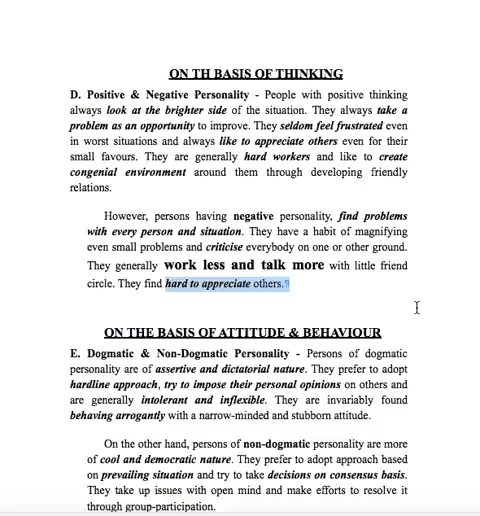 ON TH BASIS OF THINKING
D. Positive & Negative Personality - People with positive thinking
always look at the brighter side of the situation. They always take a
problem as an opportunity to improve. They seldom feel frustrated even
in worst situations and always like to appreciate others even for their
small favours. They are generally hard workers and like to create
congenial environment around them through developing friendly
relations.
However, persons having negative personality, find problems
with every person and situation. They have a habit of magnifying
even small problems and criticise everybody on one or other ground.
They generally work less and talk more with little friend
circle. They find hard to appreciate others.¶
ON THE BASIS OF ATTITUDE & BEHAVIOUR
E. Dogmatic & Non-Dogmatic Personality - Persons of dogmatic
personality are of assertive and dictatorial nature. They prefer to adopt
hardline approach, try to impose their personal opinions on others and
are generally intolerant and inflexible. They are invariably found
behaving arrogantly with a narrow-minded and stubborn attitude.
On the other hand, persons of non-dogmatic personality are more
of cool and democratic nature. They prefer to adopt approach based
on prevailing situation and try to take decisions on consensus basis.
They take up issues with open mind and make efforts to resolve it
through group-participation.